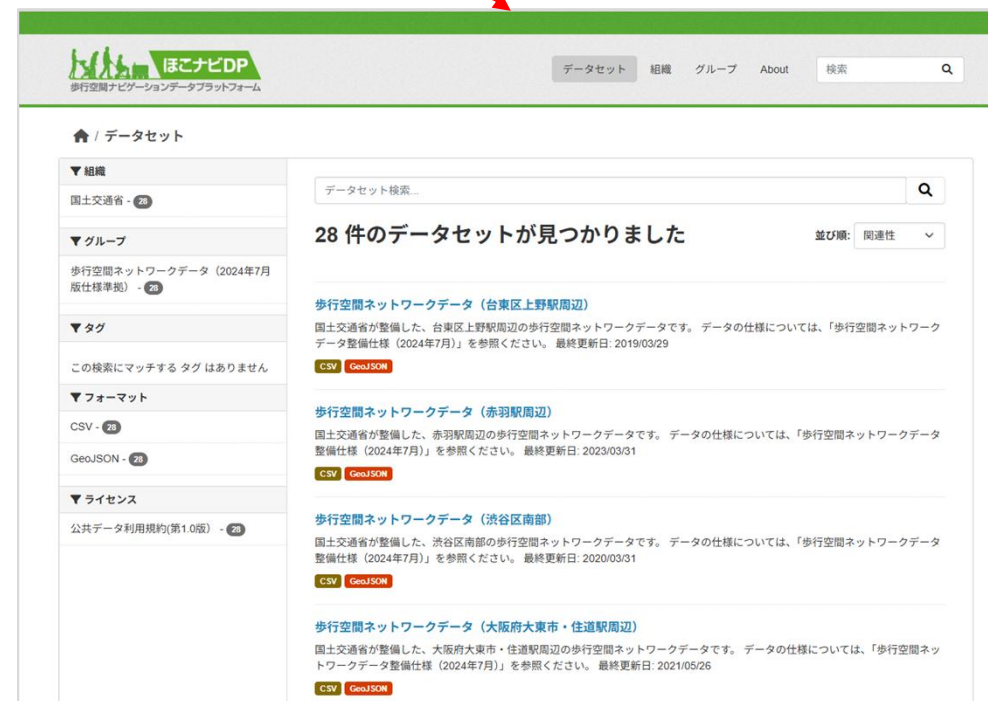 ほこナビDP
歩行空間ナビゲーションデータプラットフォーム
データセット 組織 グループ About 検索
/ データセット
組織
国土交通省 - 28
グループ
歩行空間ネットワークデータ（2024年7月
版仕様準拠） - 28
タグ
この検索にマッチする タグ はありません
フォーマット
CSV - 28
GeoJSON - 28
ライセンス
公共データ利用規約(第1.0版） - 28
データセット検索...
28 件のデータセットが見つかりました
並び順: 関連性
歩行空間ネットワークデータ（台東区上野駅周辺）
国土交通省が整備した、台東区上野駅周辺の歩行空間ネットワークデータです。 データの仕様については、「歩行空間ネットワーク
データ整備仕様（2024年7月）」を参照ください。 最終更新日: 2019/03/29
CSV GeoJSON
歩行空間ネットワークデータ（赤羽駅周辺）
国土交通省が整備した、赤羽駅周辺の歩行空間ネットワークデータです。 データの仕様については、「歩行空間ネットワークデータ
整備仕様（2024年7月）」を参照ください。 最終更新日: 2023/03/31
CSV GeoJSON
歩行空間ネットワークデータ（渋谷区南部）
国土交通省が整備した、渋谷区南部の歩行空間ネットワークデータです。 データの仕様については、「歩行空間ネットワークデータ
整備仕様（2024年7月）」を参照ください。 最終更新日: 2020/03/31
CSV GeoJSON
歩行空間ネットワークデータ（大阪府大東市・住道駅周辺）
国土交通省が整備した、大阪府大東市・住道駅周辺の歩行空間ネットワークデータです。 データの仕様については、「歩行空間ネッ
トワークデータ整備仕様（2024年7月）」を参照ください。 最終更新日: 2021/05/26
CSV GeoJSON